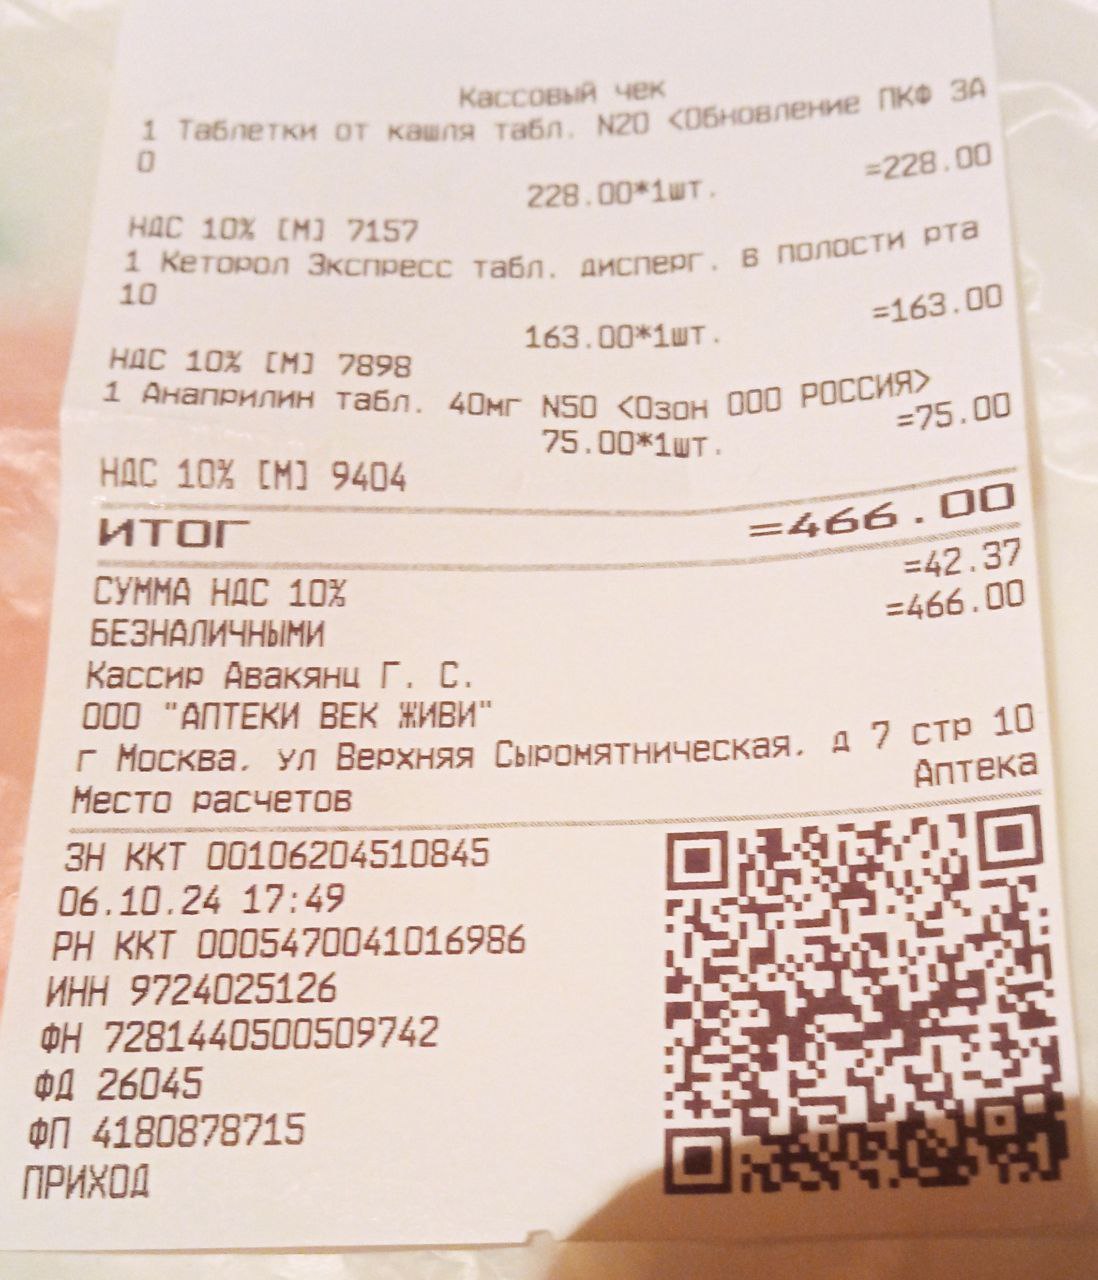 Кассовый чек
1 Таблетки от кашля табл. N20 <Обновление ПКФ ЗА
0
228.00*1шт. =228.00
НДС 10% [М] 7157
1 Кеторол Экспресс табл. дисперг. в полости рта
10
163.00*1шт. =163.00
НДС 10% [М] 7898
1 Анаприлин табл. 40мг N50 <Озон ООО РОССИЯ>
75.00*1шт. =75.00
НДС 10% [М] 9404
ИТОГ =466.00
СУММА НДС 10% =42.37
БЕЗНАЛИЧНЫМИ =466.00
Кассир Авакянц Г. С.
ООО "АПТЕКИ ВЕК ЖИВИ"
г Москва, ул Верхняя Сыромятническая, д 7 стр 10
Место расчетов Аптека
ЗН ККТ 00106204510845
06.10.24 17:49
РН ККТ 0005470041016986
ИНН 9724025126
ФН 7281440500509742
ФД 26045
ФП 4180878715
ПРИХОД